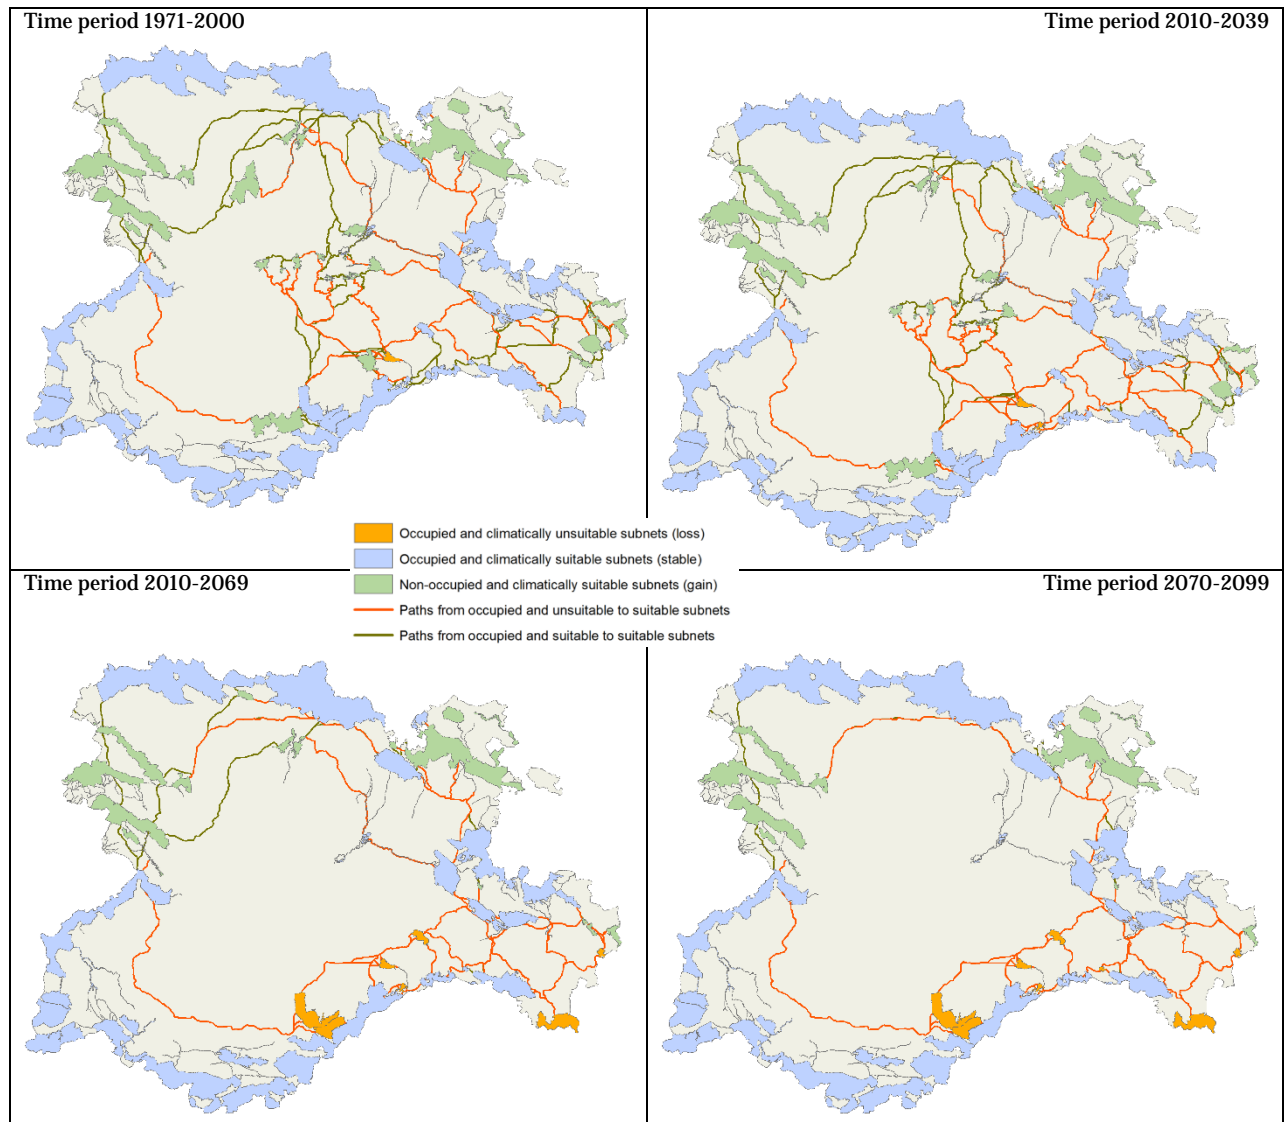 Time period 1971-2000
Time period 2010-2039
Occupied and climatically unsuitable subnets (loss)
Occupied and climatically suitable subnets (stable)
Non-occupied and climatically suitable subnets (gain)
Paths from occupied and unsuitable to suitable subnets
Paths from occupied and suitable to suitable subnets
Time period 2010-2069
Time period 2070-2099